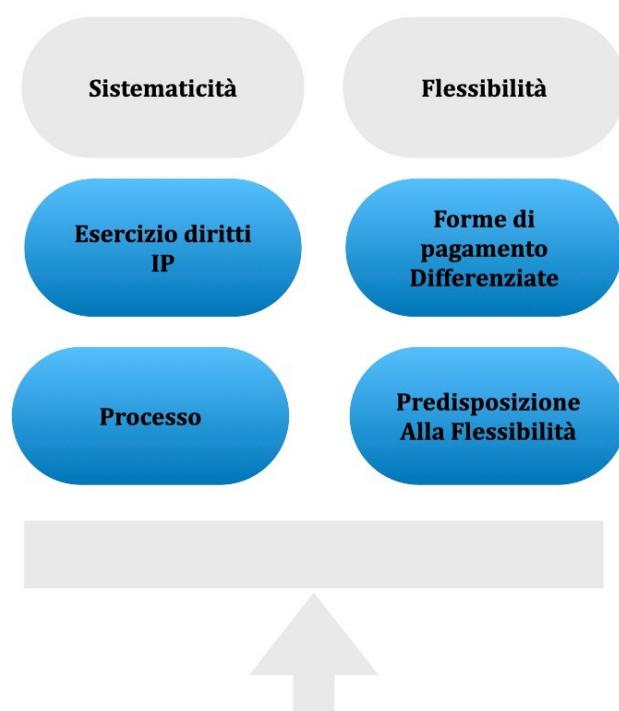 Sistematicità
Flessibilità
Esercizio diritti
IP
Forme di
pagamento
Differenziate
Processo
Predisposizione
Alla Flessibilità